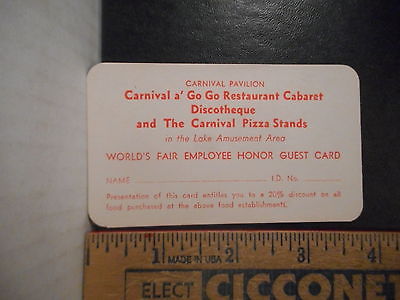 CARNIVAL PAVILION
Carnival a' Go Go Restaurant Cabaret
Discotheque
and The Carnival Pizza Stands
in the Lake Amusement Area
WORLD'S FAIR EMPLOYEE HONOR GUEST CARD
NAME I.D. No.
Presentation of this card entitles you to a 20% discount on all
food purchased at the above food establishments.
1 MADE IN USA 2 3 4
ELECT CICCONET